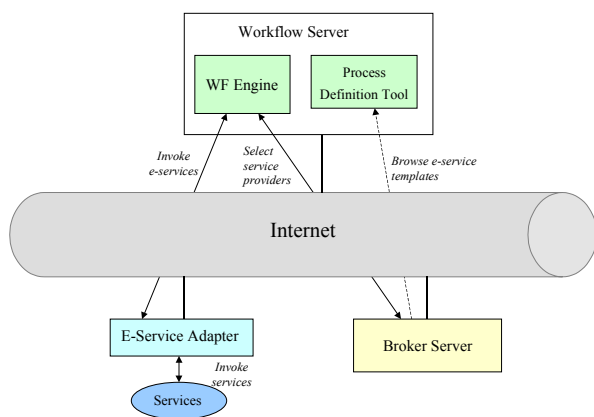 Workflow Server
WF Engine
Process
Definition Tool
Invoke
e-services
Select
service
providers
Browse e-service
templates
Internet
E-Service Adapter
Broker Server
Invoke
services
Services